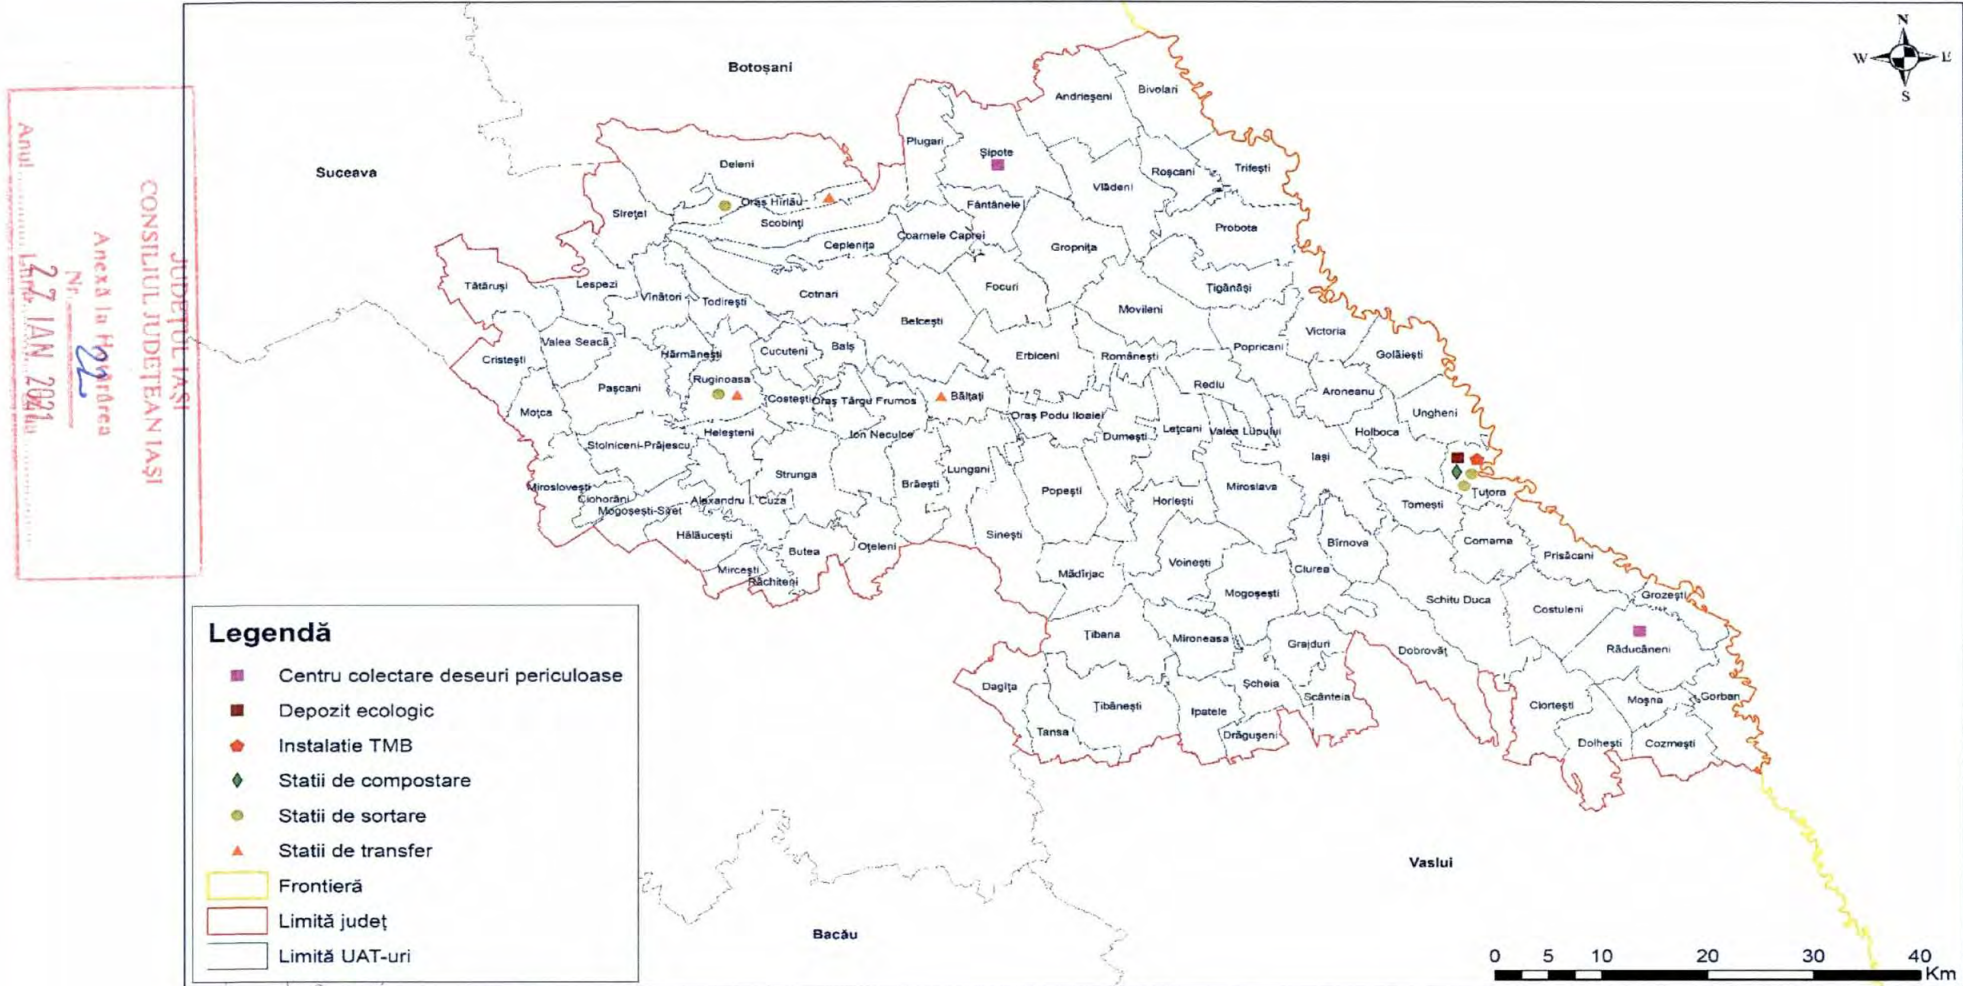 JUDEȚUL IAȘI
CONSILIUL JUDEȚEAN IAȘI
Anexă la Hotărârea
Nr. 22
Anul
27 IAN 2021
N
W
E
S
Botoșani
Suceava
Vaslui
Bacău
Andrieșeni
Bivolari
Plugari
Șipote
Deleni
Trifești
Roșcani
Vlădeni
Oraș Hîrlău
Fântânele
Sirețel
Scobinți
Probota
Coarnele Caprei
Ceplenița
Gropnița
Tătăruși
Lespezi
Focuri
Țigănăși
Vînători
Cotnari
Todirești
Movileni
Belcești
Victoria
Valea Seacă
Balș
Popricani
Hărmănești
Cucuteni
Erbiceni
Românești
Golăiești
Cristești
Ruginoasa
Rediu
Pașcani
Aroneanu
Costești
Oraș Târgu Frumos
Bălțați
Moțca
Oraș Podu Iloaiei
Ungheni
Lețcani
Valea Lupului
Holboca
Heleșteni
Ion Neculce
Dumești
Stolniceni-Prăjescu
Iași
Lungani
Strunga
Brăești
Miroslovești
Popești
Miroslava
Țuțora
Ciohorăni
Alexandru I. Cuza
Horlești
Tomești
Mogoșești-Siret
Hălăucești
Sinești
Comarna
Bîrnova
Butea
Oțeleni
Prisăcani
Voinești
Mircești
Ciurea
Mădîrjac
Răchiteni
Mogoșești
Grozești
Schitu Duca
Costuleni
Țibana
Mironeasa
Grajduri
Răducăneni
Dobrovăț
Dagîța
Șcheia
Scânteia
Moșna
Gorban
Țibănești
Ipatele
Ciortești
Tansa
Drăgușeni
Dolhești
Cozmești
Legendă
Centru colectare deseuri periculoase
Depozit ecologic
Instalatie TMB
Statii de compostare
Statii de sortare
Statii de transfer
Frontieră
Limită județ
Limită UAT-uri
0 5 10 20 30 40
Km